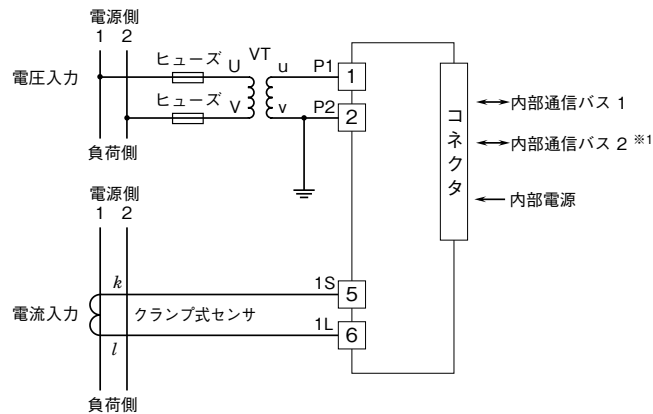 電源側
1 2
電圧入力
ヒューズ U VT u P1 1
ヒューズ V v P2 2
負荷側
コネクタ
内部通信バス 1
内部通信バス 2 ※1
内部電源
電源側
1 2
電流入力
k 1S 5
クランプ式センサ
l 1L 6
負荷側